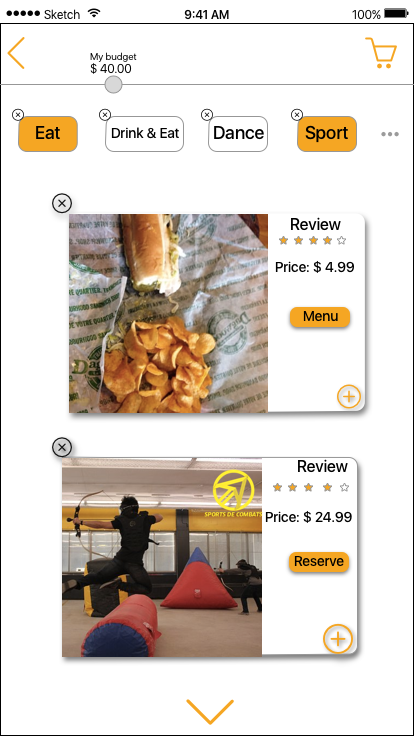 Sketch 9:41 AM 100%
My budget
$ 40.00
Eat Drink & Eat Dance Sport
Review
Price: $ 4.99
Menu
Review
SPORTS DE COMBATS
Price: $ 24.99
Reserve